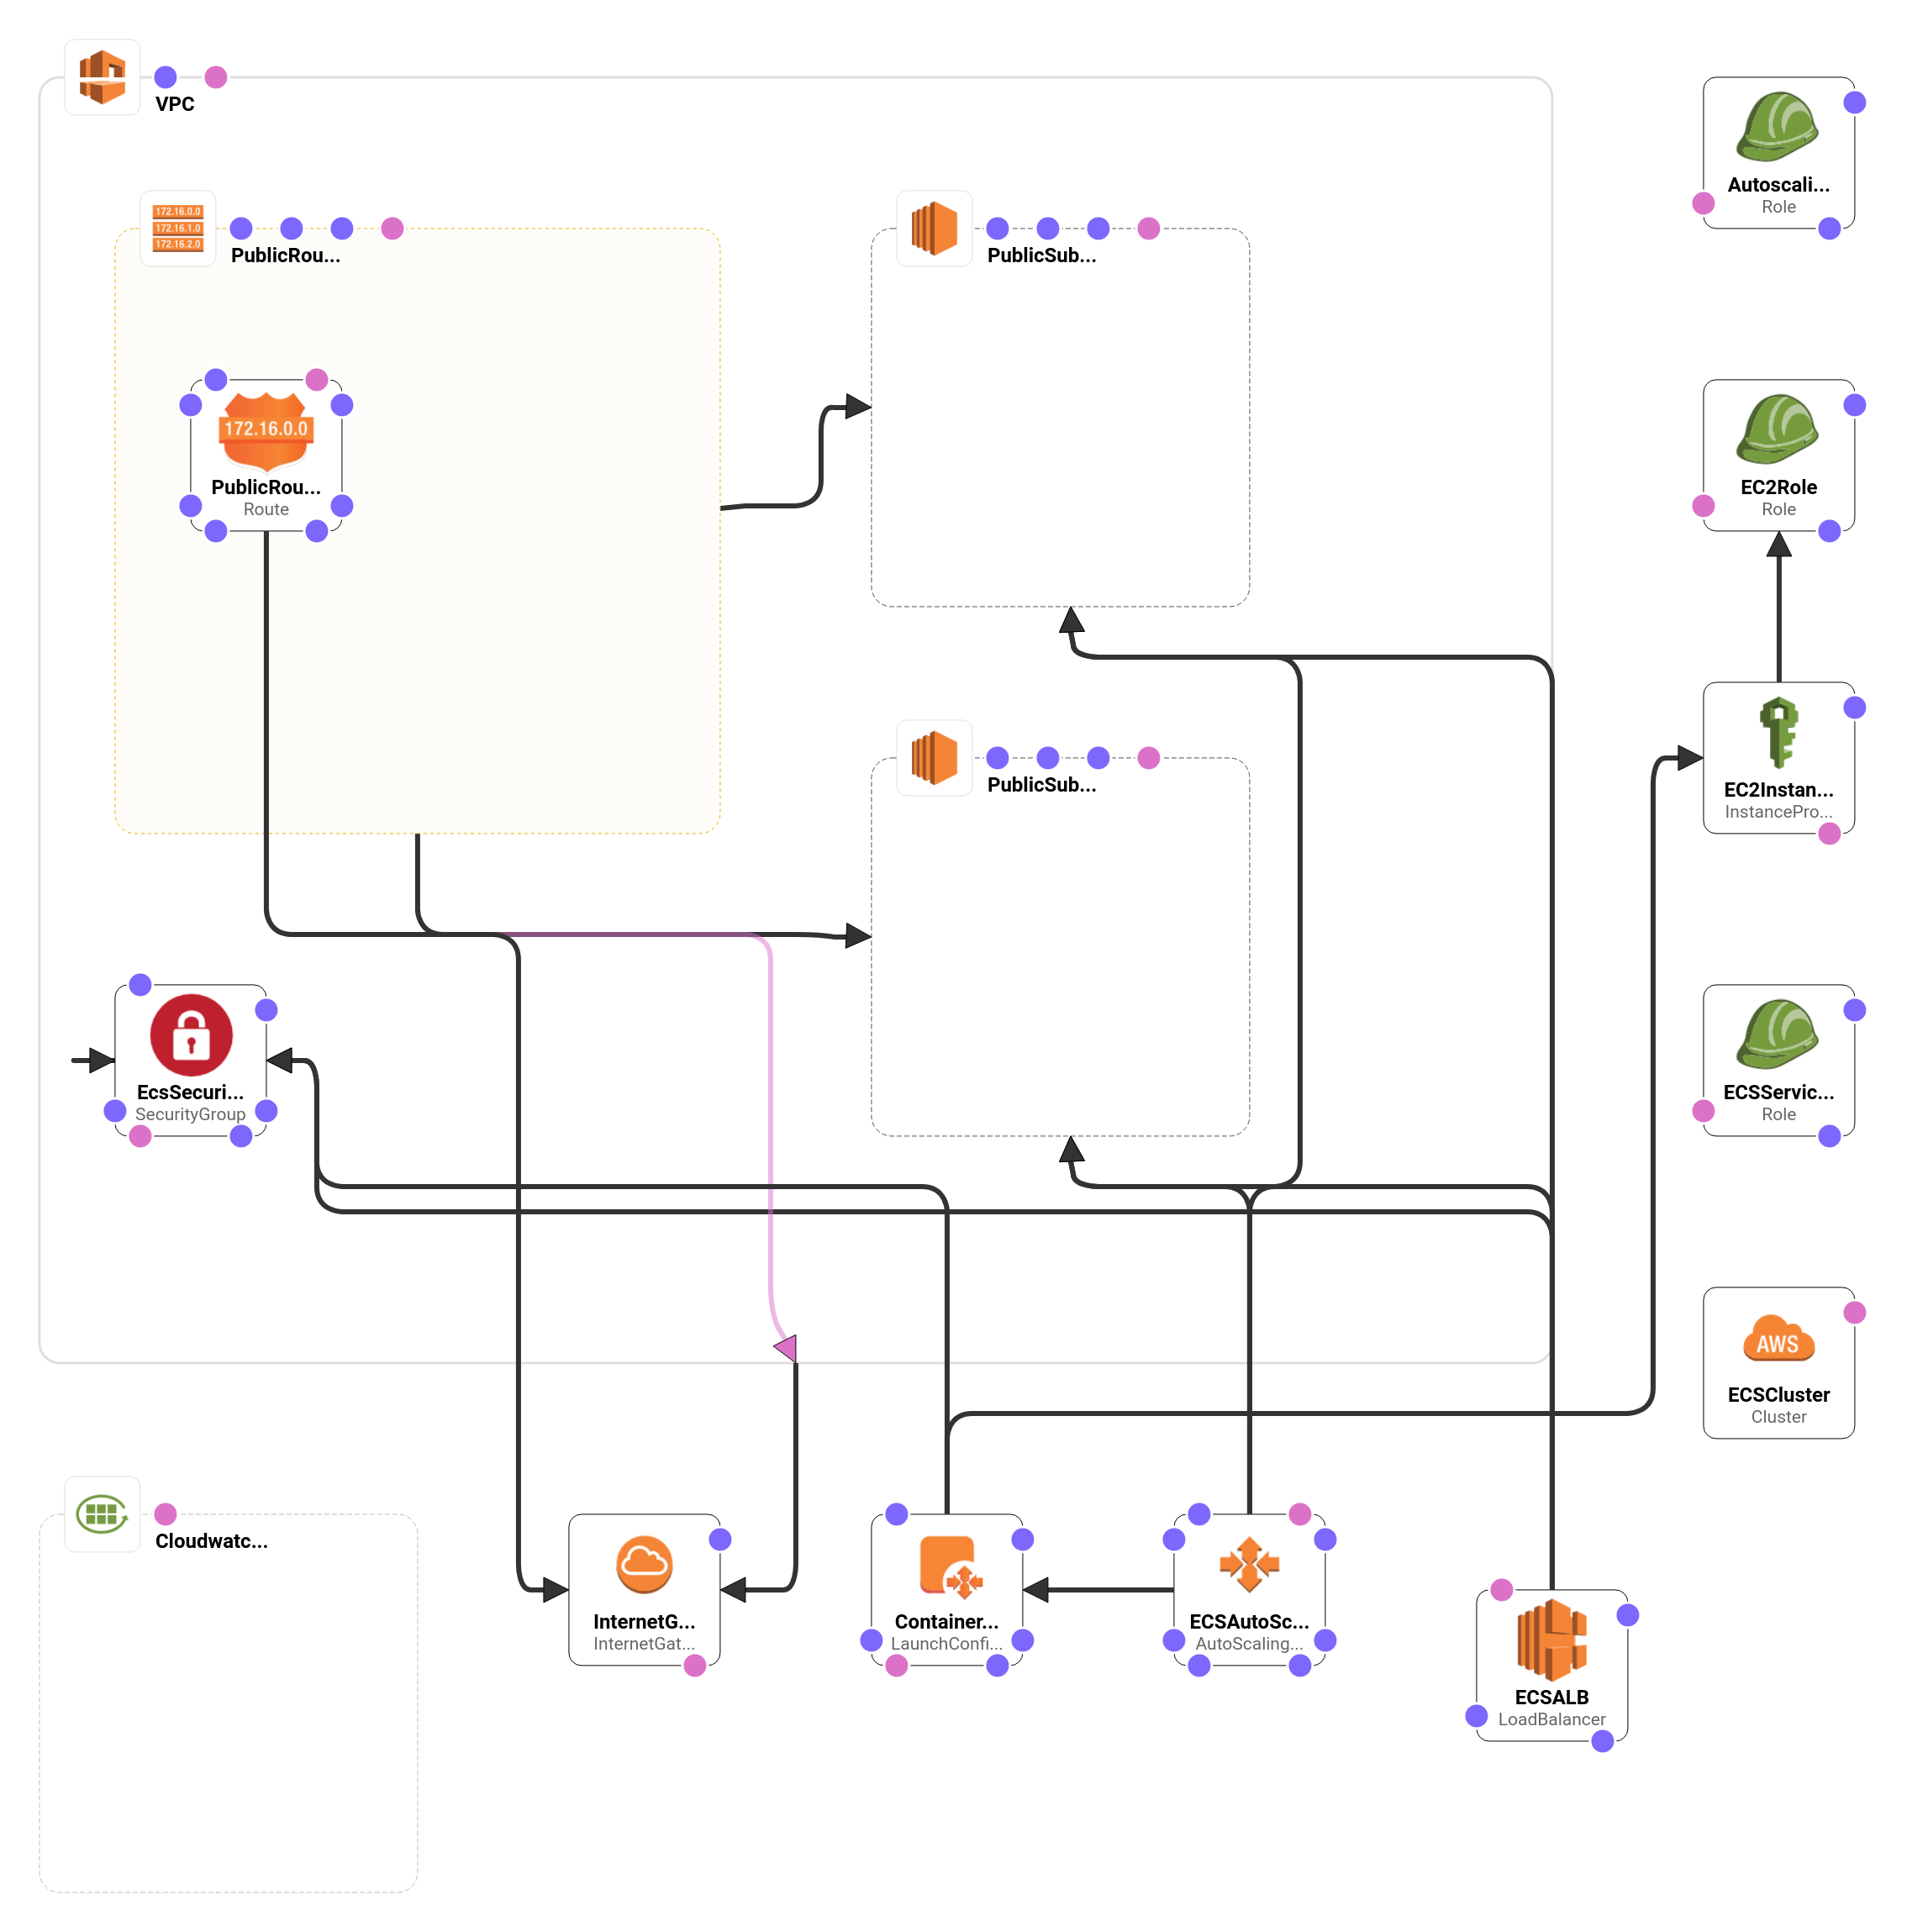 VPC
Autoscali...
Role
172.16.0.0
172.16.1.0
172.16.2.0
PublicRou...
PublicSub...
172.16.0.0
PublicRou...
Route
EC2Role
Role
PublicSub...
EC2Instan...
InstancePro...
EcsSecuri...
SecurityGroup
ECSServic...
Role
AWS
ECSCluster
Cluster
Cloudwatc...
InternetG...
InternetGat...
Container...
LaunchConfi...
ECSAutoSc...
AutoScaling...
ECSALB
LoadBalancer